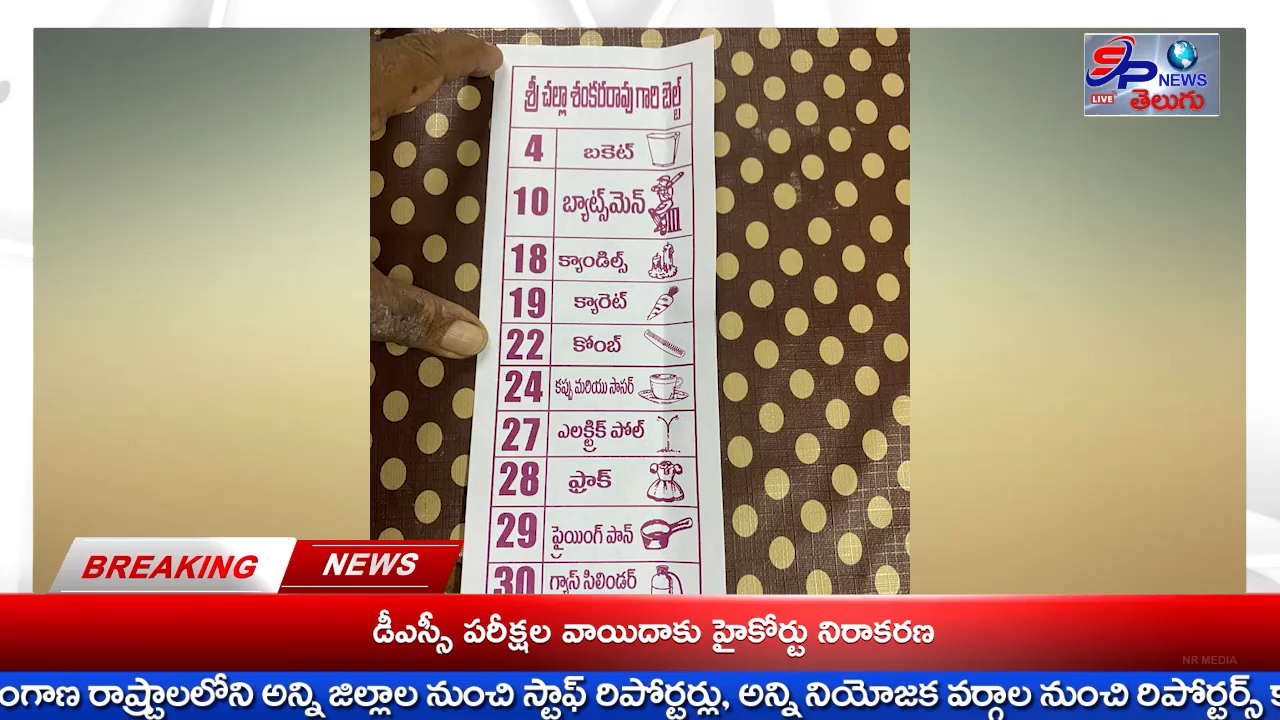 SP NEWS
LIVE తెలుగు
శ్రీ చల్లా శంకరరావు గారి బెల్ట్
4 బకెట్
10 బ్యాట్స్‌మెన్
18 క్యాండిల్స్
19 క్యారెట్
22 కోంబ్
24 కప్పు మరియు సాసర్
27 ఎలక్ట్రిక్ పోల్
28 ఫ్రాక్
29 ఫ్రైయింగ్ పాన్
30 గ్యాస్ సిలిండర్
BREAKING NEWS
డీఎస్సీ పరీక్షల వాయిదాకు హైకోర్టు నిరాకరణ
NR MEDIA
రాష్ట్రాలలోని అన్ని జిల్లాల నుంచి స్టాఫ్ రిపోర్టర్లు, అన్ని నియోజక వర్గాల నుంచి రిపోర్టర్స్